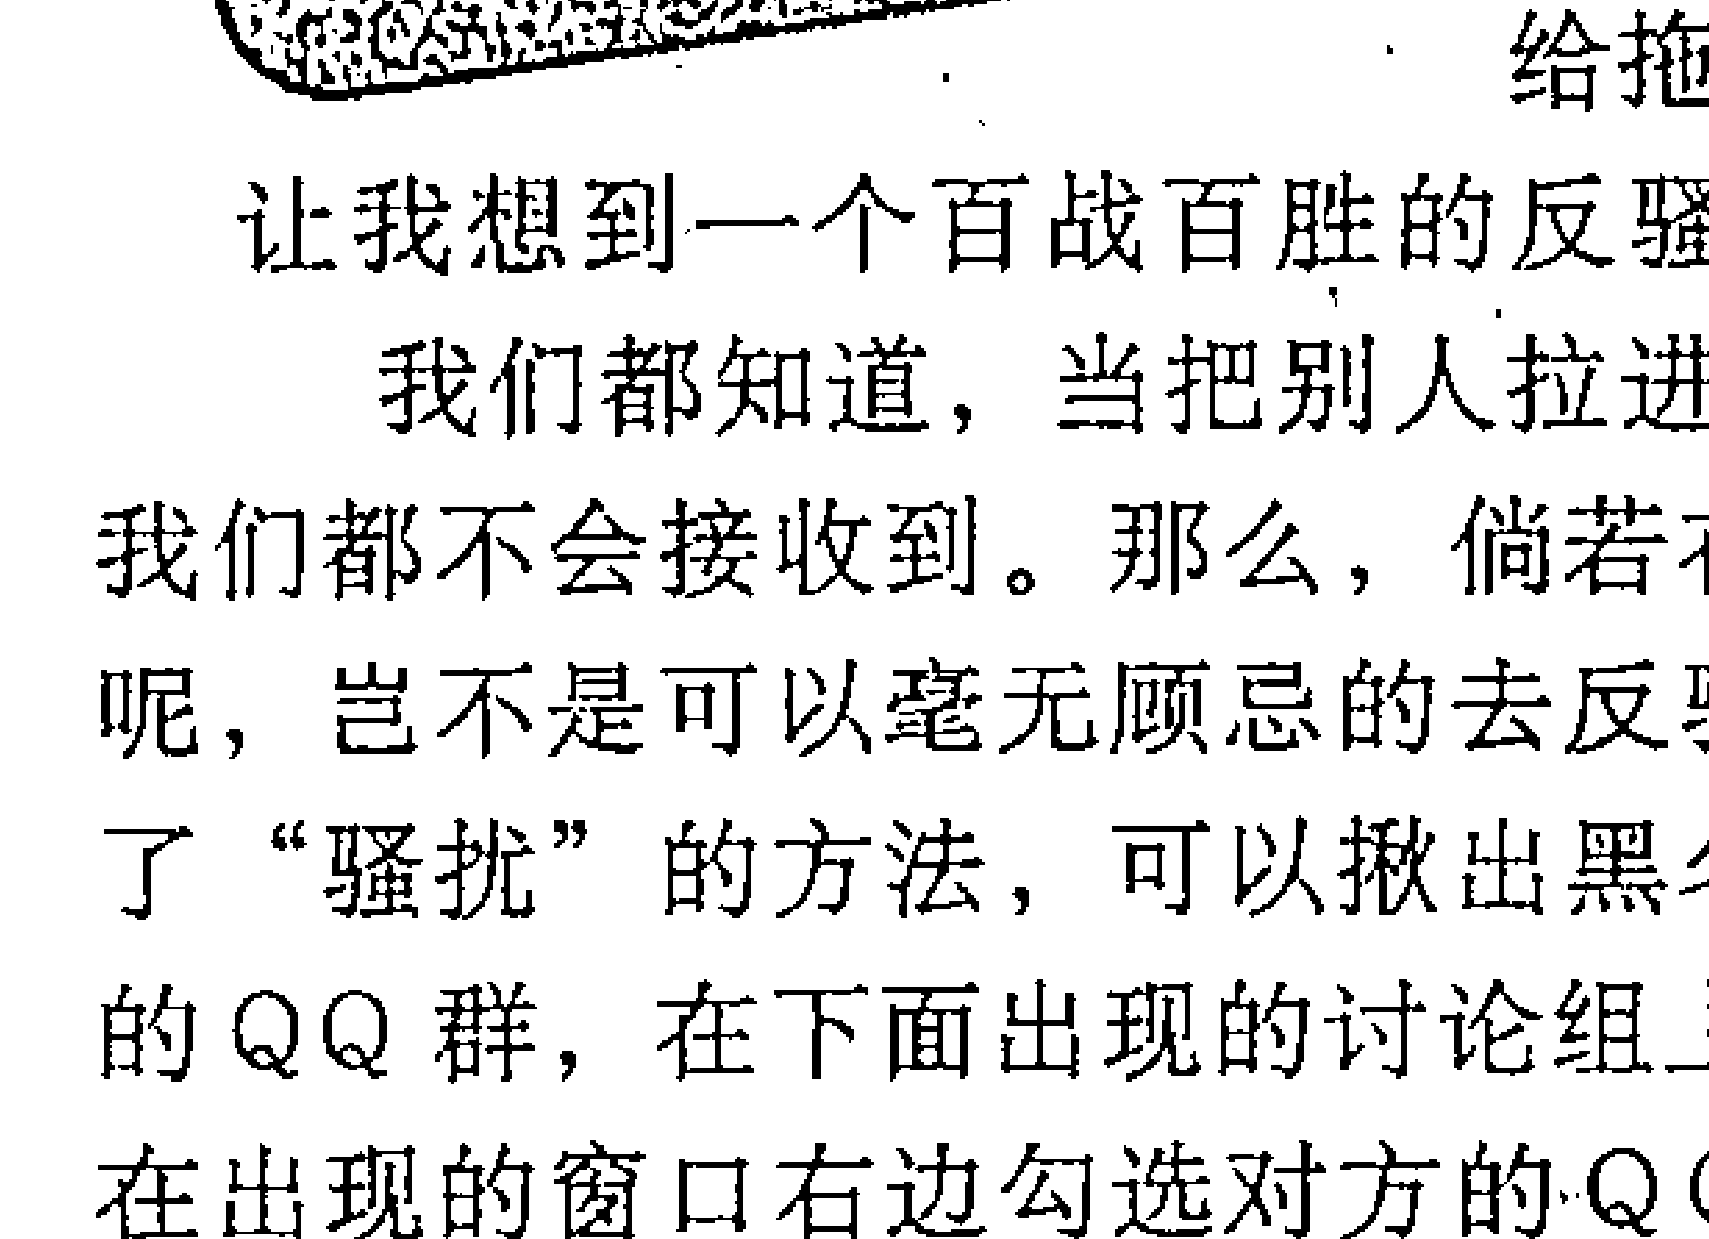 给拖
让我想到一个百战百胜的反骚
我们都知道，当把别人拉进
我们都不会接收到。那么，倘若
呢，岂不是可以毫无顾忌的去反
了“骚扰”的方法，可以揪出黑
的QQ群，在下面出现的讨论组
在出现的窗口右边勾选对方的Q